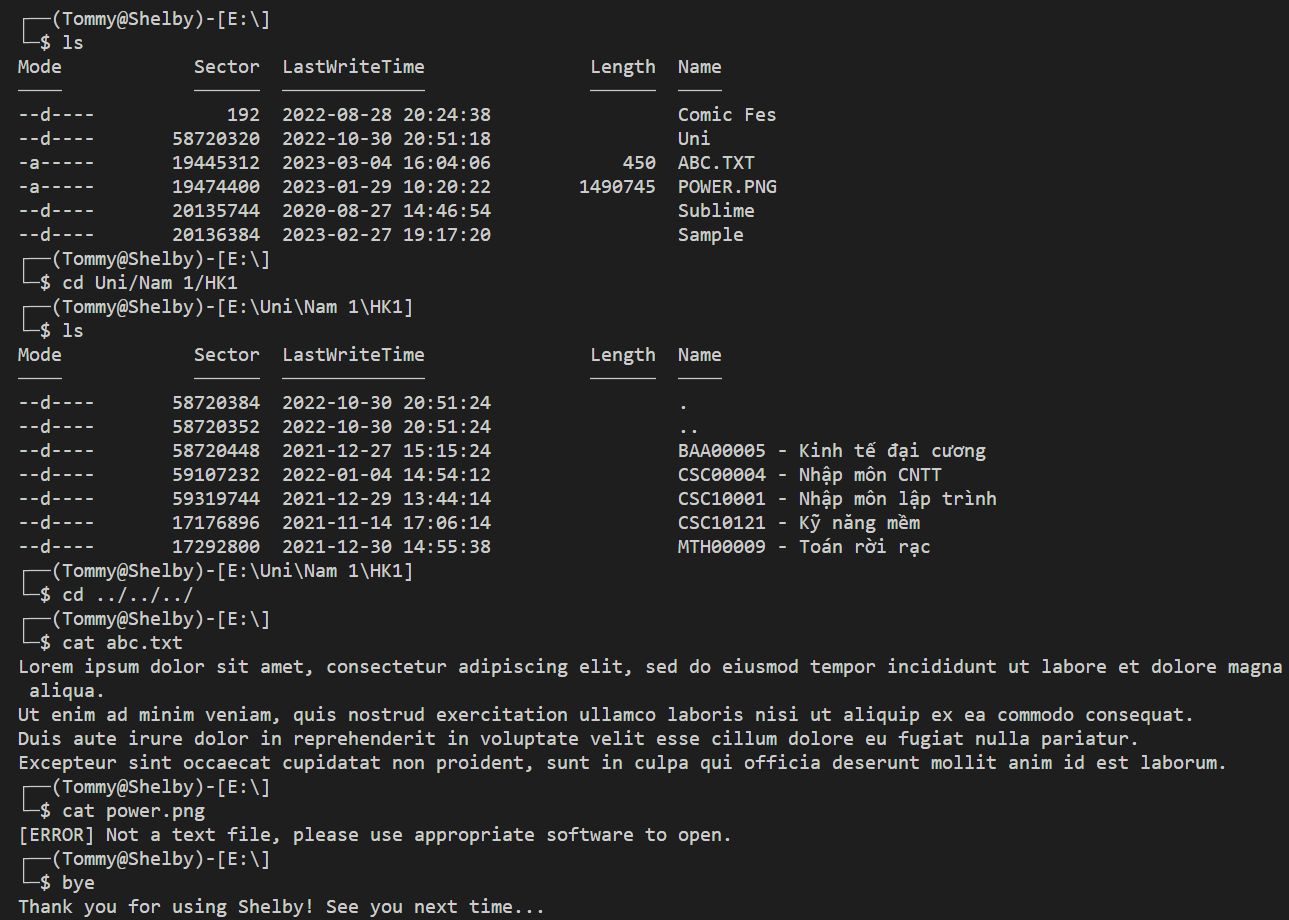 ┌──(Tommy@Shelby)-[E:\]
└─$ ls
Mode            Sector  LastWriteTime               Length  Name
────            ──────  ─────────────               ──────  ────
--d----            192  2022-08-28 20:24:38                 Comic Fes
--d----       58720320  2022-10-30 20:51:18                 Uni
-a-----       19445312  2023-03-04 16:04:06            450  ABC.TXT
-a-----       19474400  2023-01-29 10:20:22        1490745  POWER.PNG
--d----       20135744  2020-08-27 14:46:54                 Sublime
--d----       20136384  2023-02-27 19:17:20                 Sample
┌──(Tommy@Shelby)-[E:\]
└─$ cd Uni/Nam 1/HK1
┌──(Tommy@Shelby)-[E:\Uni\Nam 1\HK1]
└─$ ls
Mode            Sector  LastWriteTime               Length  Name
────            ──────  ─────────────               ──────  ────
--d----       58720384  2022-10-30 20:51:24                 .
--d----       58720352  2022-10-30 20:51:24                 ..
--d----       58720448  2021-12-27 15:15:24                 BAA00005 - Kinh tế đại cương
--d----       59107232  2022-01-04 14:54:12                 CSC00004 - Nhập môn CNTT
--d----       59319744  2021-12-29 13:44:14                 CSC10001 - Nhập môn lập trình
--d----       17176896  2021-11-14 17:06:14                 CSC10121 - Kỹ năng mềm
--d----       17292800  2021-12-30 14:55:38                 MTH00009 - Toán rời rạc
┌──(Tommy@Shelby)-[E:\Uni\Nam 1\HK1]
└─$ cd ../../../
┌──(Tommy@Shelby)-[E:\]
└─$ cat abc.txt
Lorem ipsum dolor sit amet, consectetur adipiscing elit, sed do eiusmod tempor incididunt ut labore et dolore magna
 aliqua.
Ut enim ad minim veniam, quis nostrud exercitation ullamco laboris nisi ut aliquip ex ea commodo consequat.
Duis aute irure dolor in reprehenderit in voluptate velit esse cillum dolore eu fugiat nulla pariatur.
Excepteur sint occaecat cupidatat non proident, sunt in culpa qui officia deserunt mollit anim id est laborum.
┌──(Tommy@Shelby)-[E:\]
└─$ cat power.png
[ERROR] Not a text file, please use appropriate software to open.
┌──(Tommy@Shelby)-[E:\]
└─$ bye
Thank you for using Shelby! See you next time...